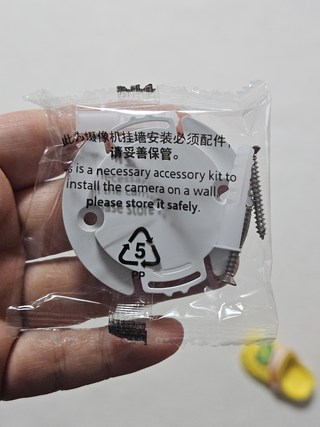 此为摄像机挂墙安装必须配件，
请妥善保管。
is is a necessary accessory kit to
install the camera on a wall
please store it safely.
5
PP